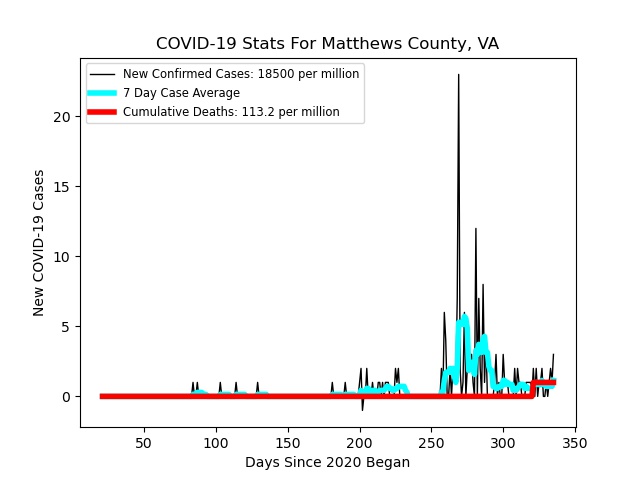 COVID-19 Stats For Matthews County, VA
New Confirmed Cases: 18500 per million
7 Day Case Average
Cumulative Deaths: 113.2 per million
New COVID-19 Cases
20
15
10
5
0
50
100
150
200
250
300
350
Days Since 2020 Began